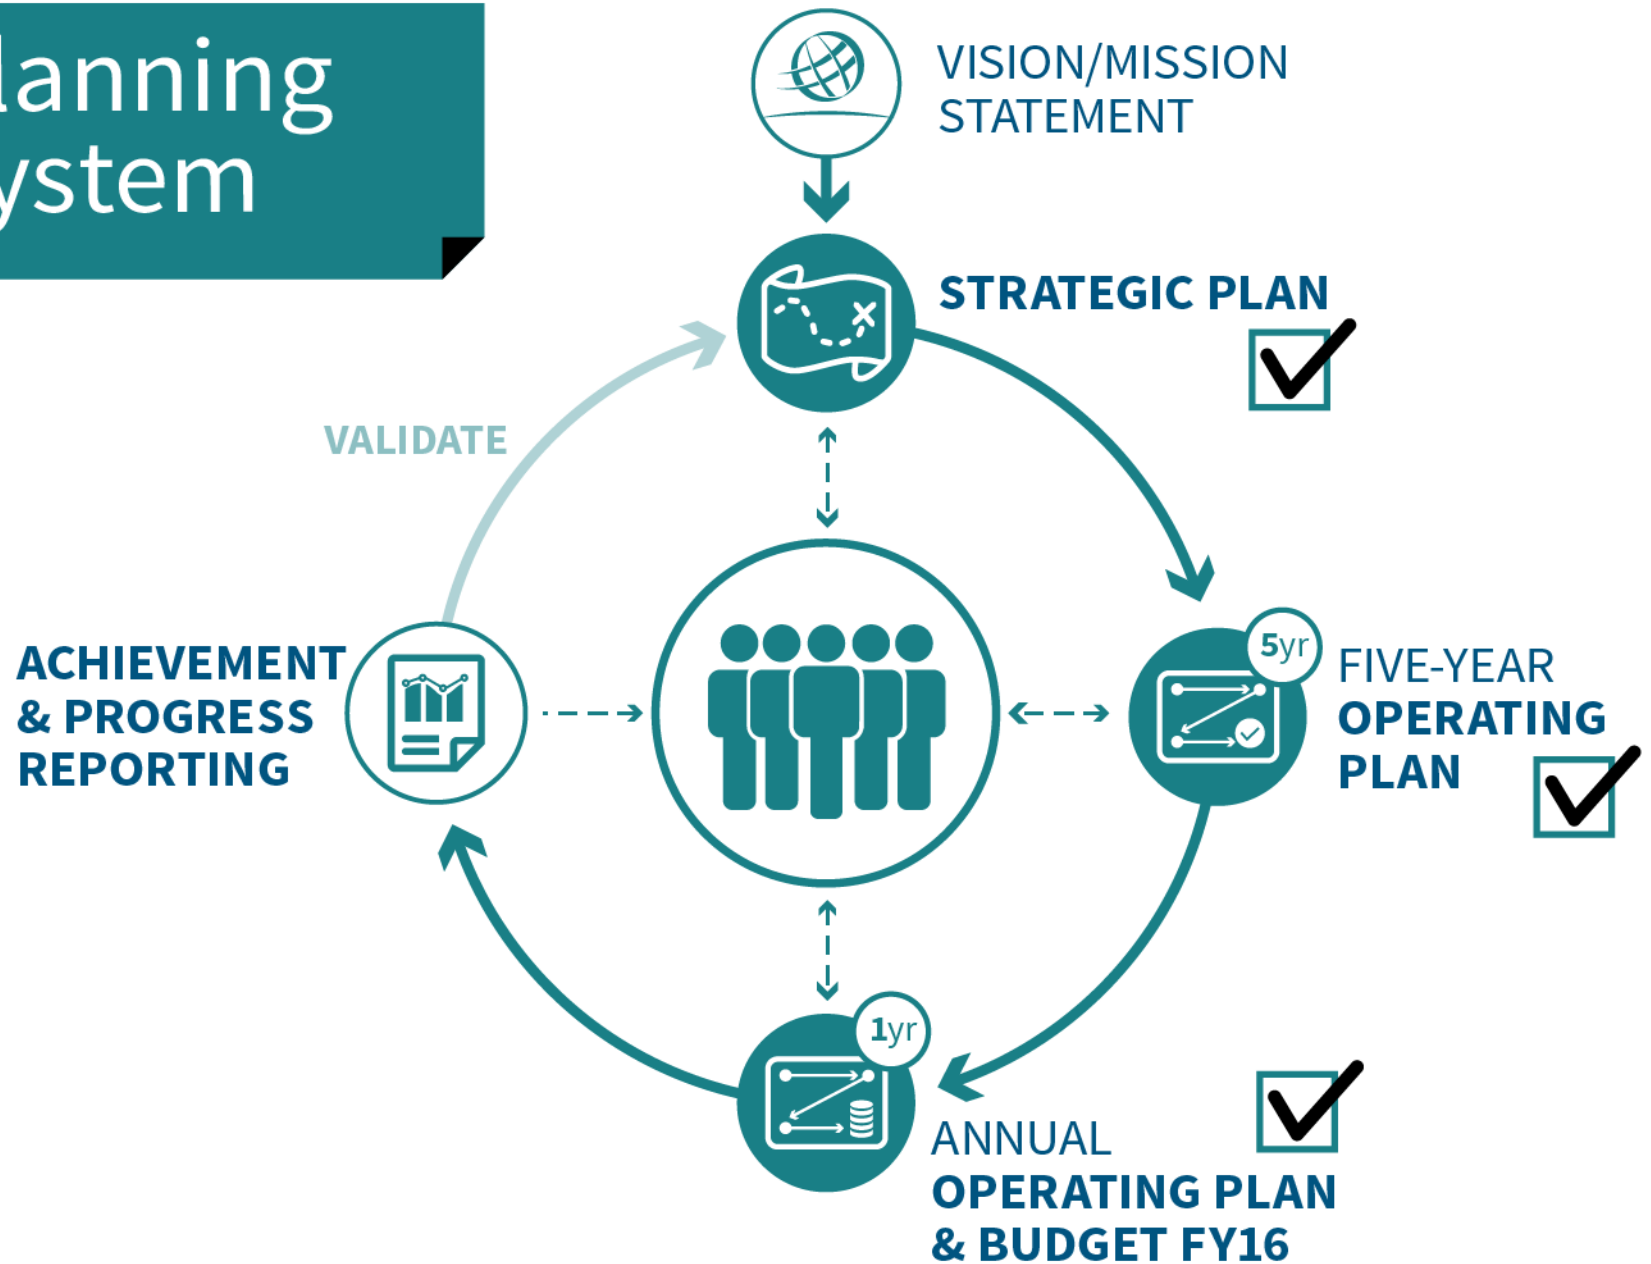 lanning
ystem
VISION/MISSION
STATEMENT
STRATEGIC PLAN
VALIDATE
5yr
FIVE-YEAR
OPERATING
PLAN
ACHIEVEMENT
& PROGRESS
REPORTING
1yr
ANNUAL
OPERATING PLAN
& BUDGET FY16